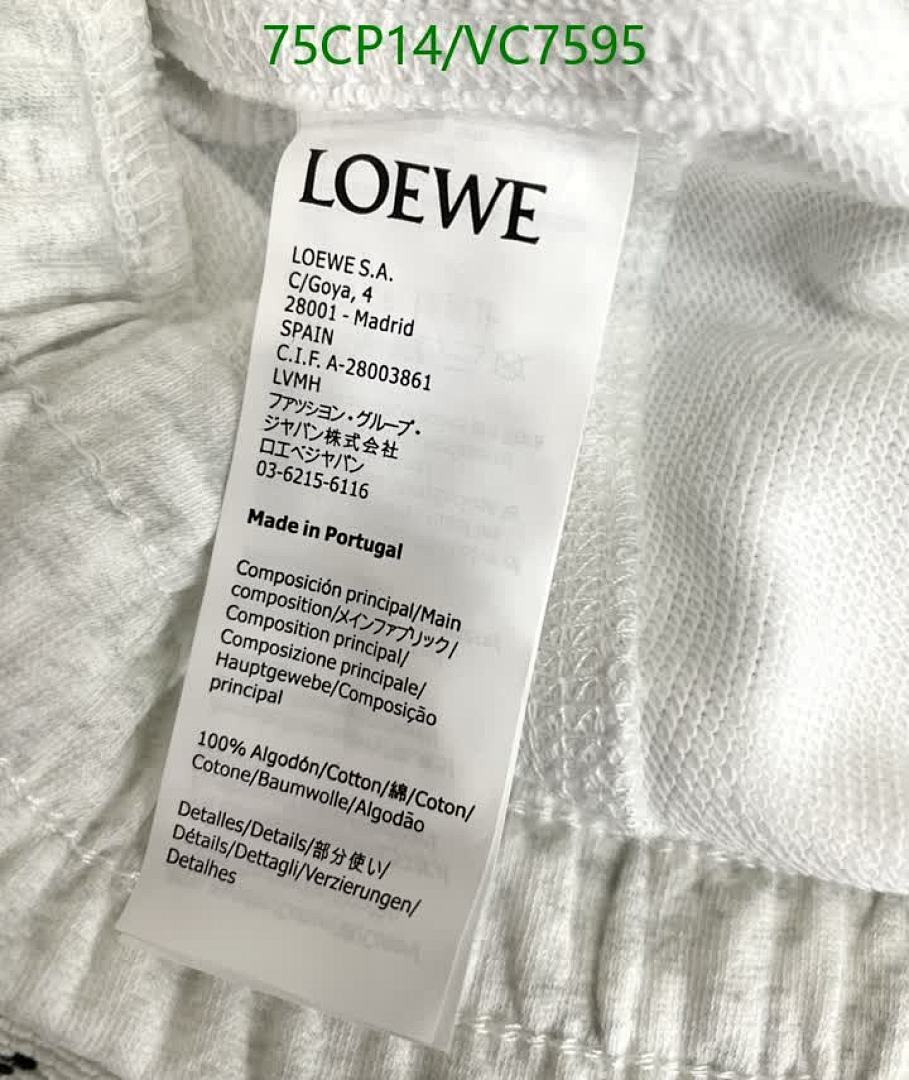 75CP14/VC7595
LOEWE
LOEWE S.A.
C/Goya, 4
28001 - Madrid
SPAIN
C.I.F. A-28003861
LVMH
ファッション・グループ・
ジャパン株式会社
ロエベジャパン
03-6215-6116
Made in Portugal
Composición principal/Main
composition/メインファブリック/
Composition principal/
Composizione principale/
Hauptgewebe/Composição
principal
100% Algodón/Cotton/綿/Coton/
Cotone/Baumwolle/Algodão
Detalles/Details/部分使い/
Détails/Dettagli/Verzierungen/
Detalhes